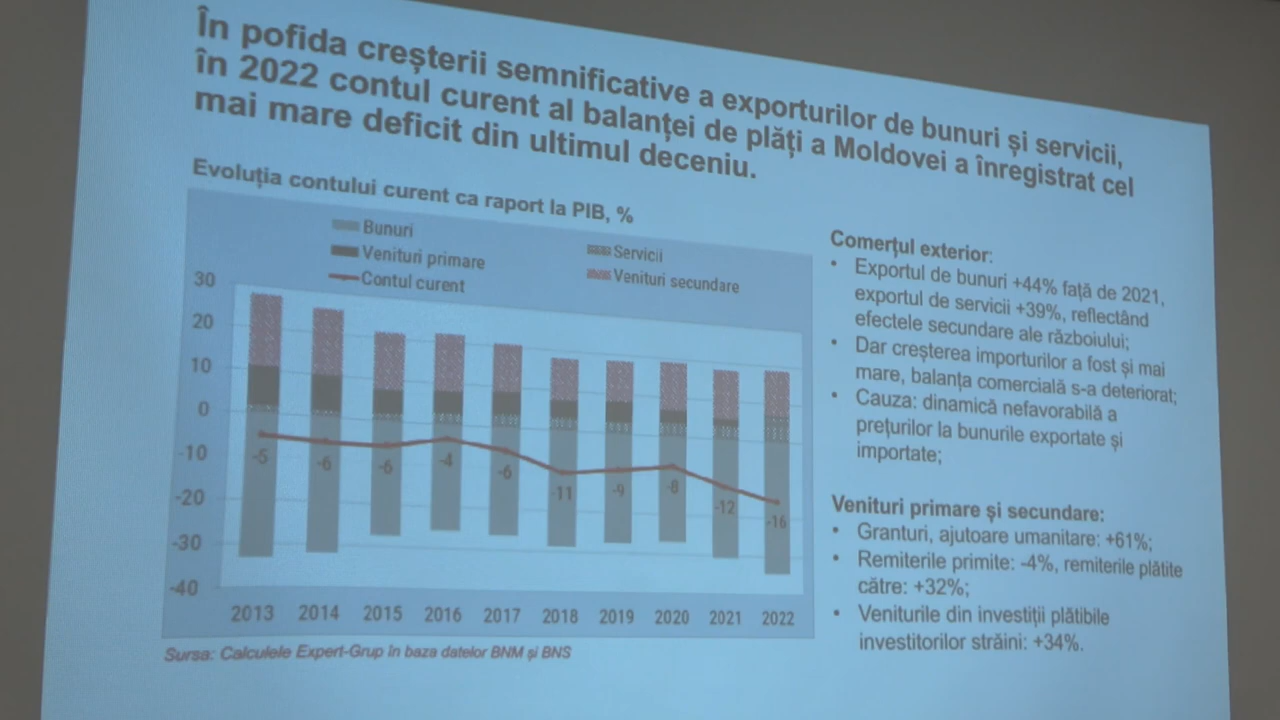 În pofida creșterii semnificative a exporturilor de bunuri și servicii,
în 2022 contul curent al balanței de plăți a Moldovei a înregistrat cel
mai mare deficit din ultimul deceniu.
Evoluția contului curent ca raport la PIB, %
Bunuri
Servicii
Venituri primare
Venituri secundare
Contul curent
30
20
10
0
-10
-20
-30
-40
-5
-6
-6
-4
-6
-11
-9
-8
-12
-16
2013 2014 2015 2016 2017 2018 2019 2020 2021 2022
Sursa: Calculele Expert-Grup în baza datelor BNM și BNS
Comerțul exterior:
• Exportul de bunuri +44% față de 2021,
exportul de servicii +39%, reflectând
efectele secundare ale războiului;
• Dar creșterea importurilor a fost și mai
mare, balanța comercială s-a deteriorat;
• Cauza: dinamică nefavorabilă a
prețurilor la bunurile exportate și
importate;
Venituri primare și secundare:
• Granturi, ajutoare umanitare: +61%;
• Remiterile primite: -4%, remiterile plătite
către: +32%;
• Veniturile din investiții plătibile
investitorilor străini: +34%.